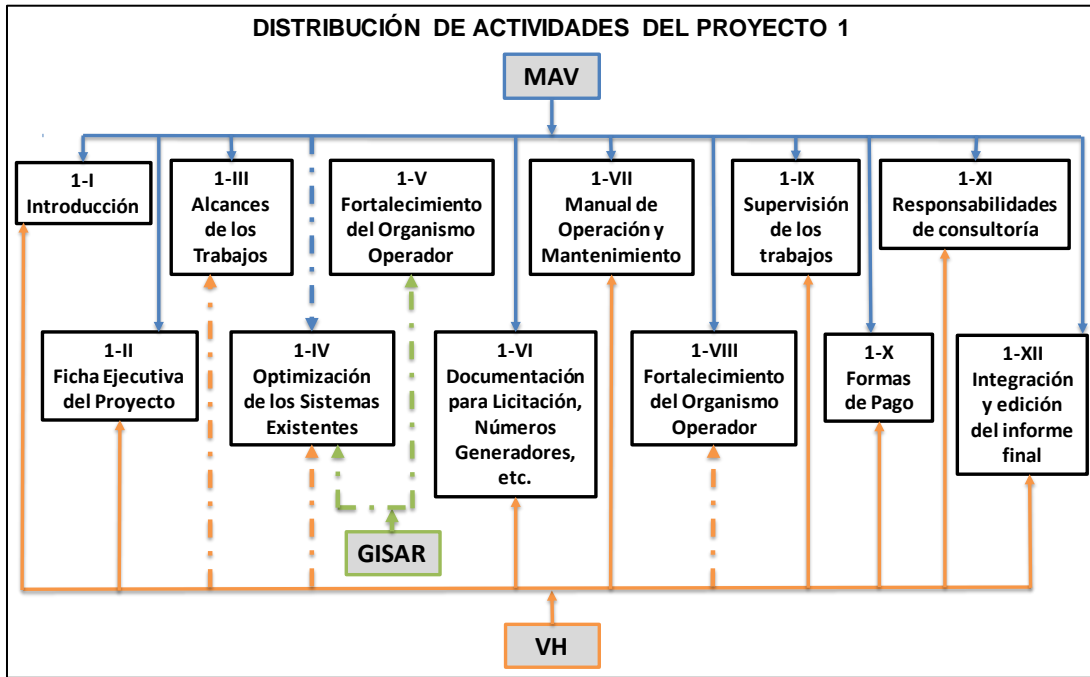 DISTRIBUCIÓN DE ACTIVIDADES DEL PROYECTO 1
MAV
1-I
Introducción
1-III
Alcances
de los
Trabajos
1-V
Fortalecimiento
del Organismo
Operador
1-VII
Manual de
Operación y
Mantenimiento
1-IX
Supervisión
de los
trabajos
1-XI
Responsabilidades
de consultoría
1-II
Ficha Ejecutiva
del Proyecto
1-IV
Optimización
de los Sistemas
Existentes
1-VI
Documentación
para Licitación,
Números
Generadores,
etc.
1-VIII
Fortalecimiento
del Organismo
Operador
1-X
Formas
de Pago
1-XII
Integración
y edición
del informe
final
GISAR
VH